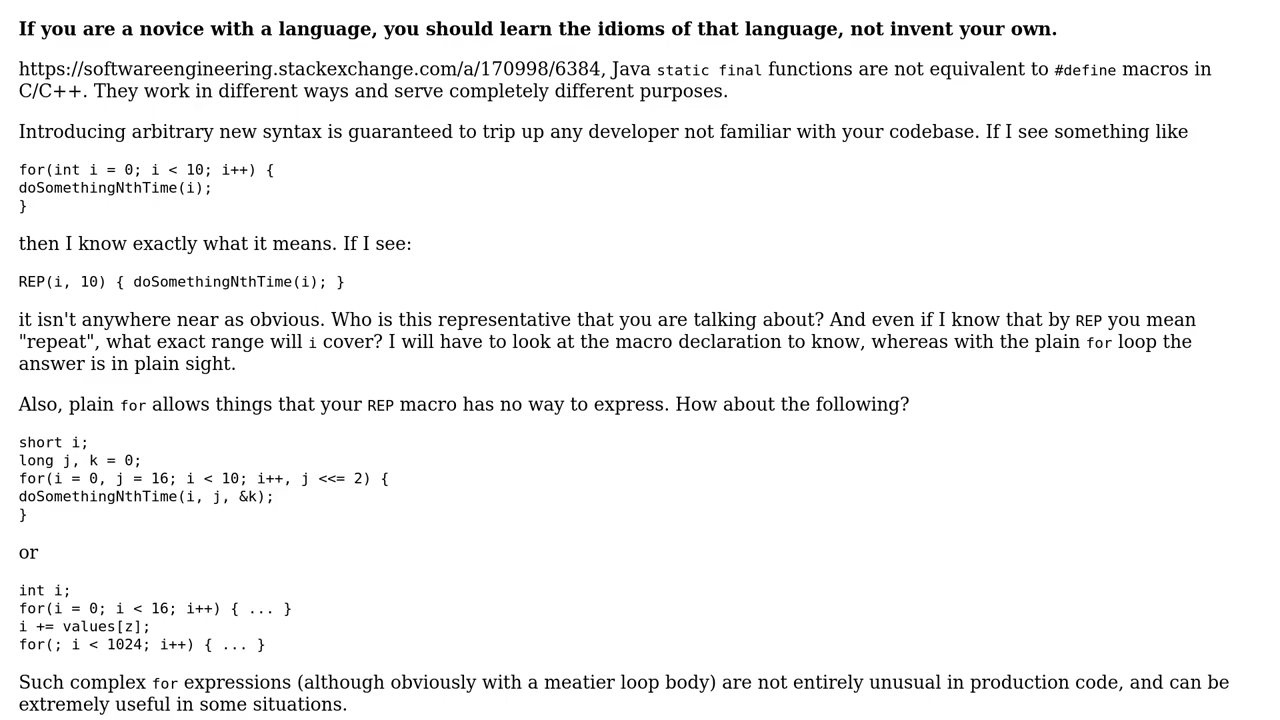 If you are a novice with a language, you should learn the idioms of that language, not invent your own.
https://softwareengineering.stackexchange.com/a/170998/6384, Java static final functions are not equivalent to #define macros in
C/C++. They work in different ways and serve completely different purposes.
Introducing arbitrary new syntax is guaranteed to trip up any developer not familiar with your codebase. If I see something like
for(int i = 0; i < 10; i++) {
doSomethingNthTime(i);
}
then I know exactly what it means. If I see:
REP(i, 10) { doSomethingNthTime(i); }
it isn't anywhere near as obvious. Who is this representative that you are talking about? And even if I know that by REP you mean
"repeat", what exact range will i cover? I will have to look at the macro declaration to know, whereas with the plain for loop the
answer is in plain sight.
Also, plain for allows things that your REP macro has no way to express. How about the following?
short i;
long j, k = 0;
for(i = 0, j = 16; i < 10; i++, j <<= 2) {
doSomethingNthTime(i, j, &k);
}
or
int i;
for(i = 0; i < 16; i++) { ... }
i += values[z];
for(; i < 1024; i++) { ... }
Such complex for expressions (although obviously with a meatier loop body) are not entirely unusual in production code, and can be
extremely useful in some situations.